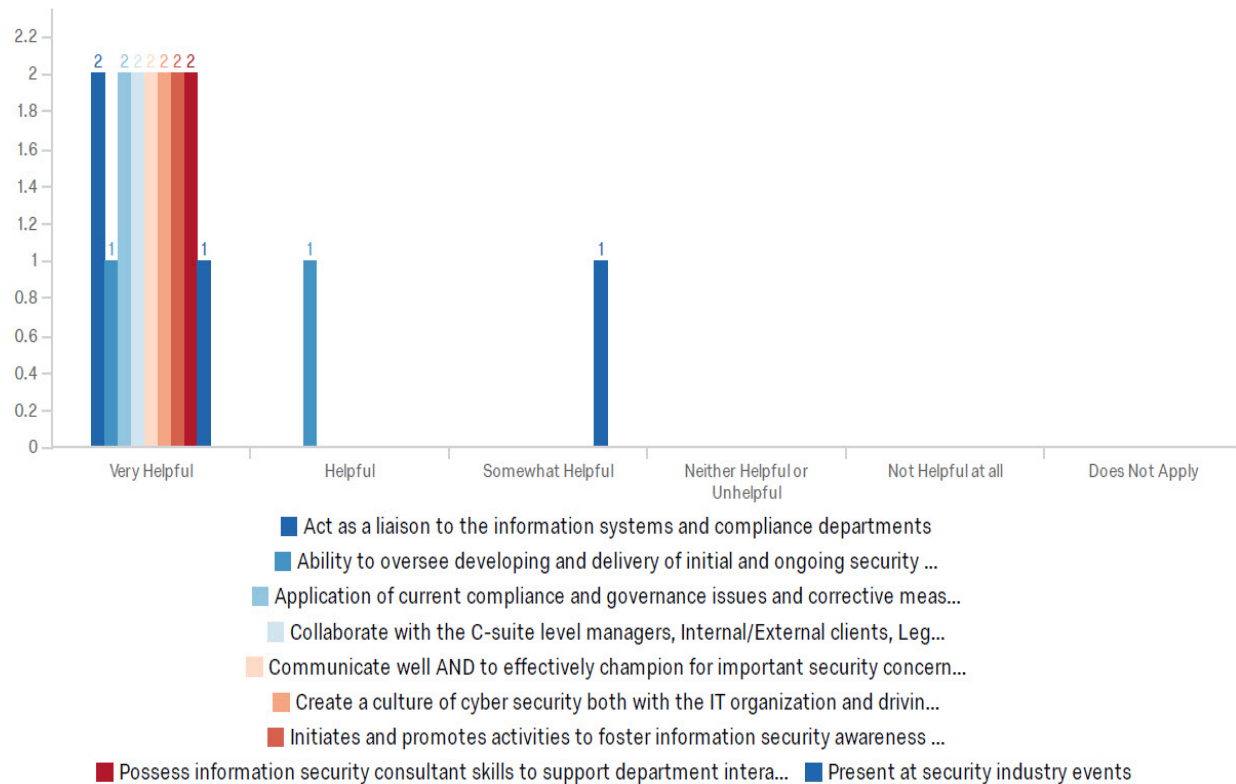 2.2
2
1.8
1.6
1.4
1.2
1
0.8
0.6
0.4
0.2
0
2 1 2 2 2 2 2 2 1
1
1
Very Helpful
Helpful
Somewhat Helpful
Neither Helpful or
Unhelpful
Not Helpful at all
Does Not Apply
Act as a liaison to the information systems and compliance departments
Ability to oversee developing and delivery of initial and ongoing security ...
Application of current compliance and governance issues and corrective meas...
Collaborate with the C-suite level managers, Internal/External clients, Leg...
Communicate well AND to effectively champion for important security concern...
Create a culture of cyber security both with the IT organization and drivin...
Initiates and promotes activities to foster information security awareness ...
Possess information security consultant skills to support department intera... Present at security industry events